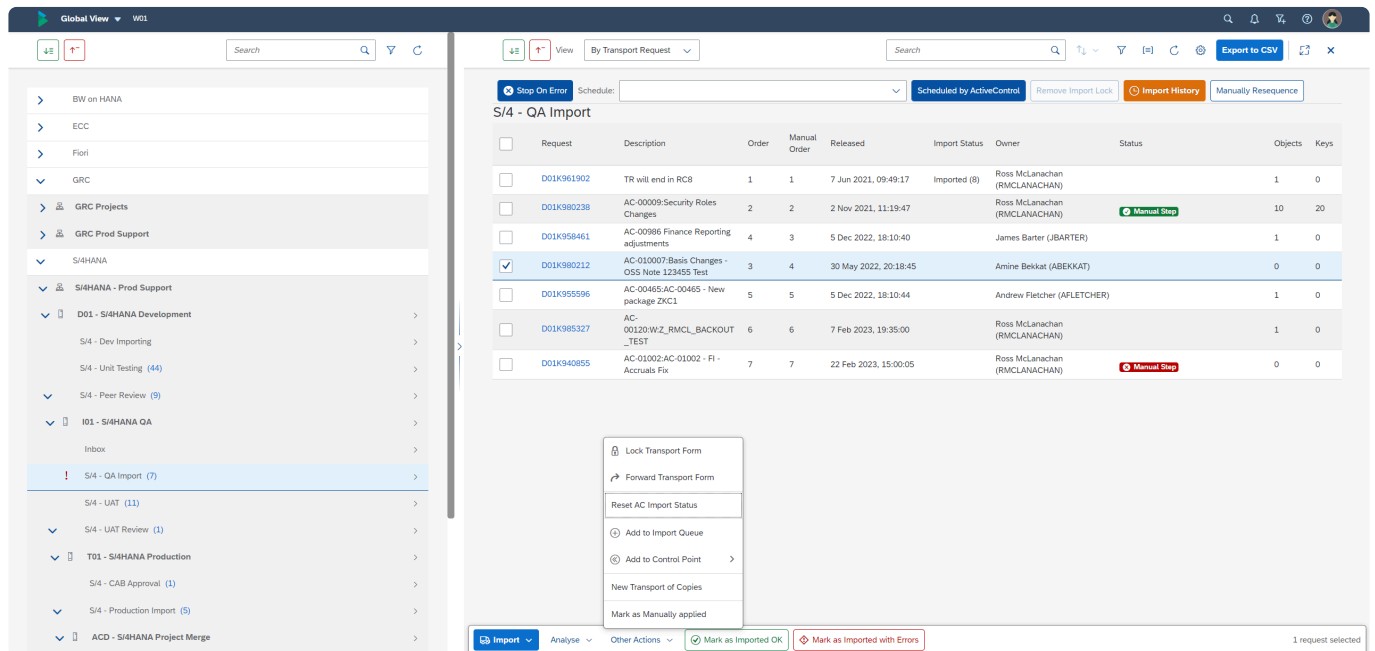 Global View W01
Search
View By Transport Request Search Export to CSV
Stop On Error Schedule: Scheduled by ActiveControl Remove Import Lock Import History Manually Resequence
BW on HANA
ECC
Fiori
GRC
GRC Projects
GRC Prod Support
S/4HANA
S/4HANA - Prod Support
D01 - S/4HANA Development
S/4 - Dev Importing
S/4 - Unit Testing (44)
S/4 - Peer Review (9)
I01 - S/4HANA QA
Inbox
! S/4 - QA Import (7)
S/4 - UAT (11)
S/4 - UAT Review (1)
T01 - S/4HANA Production
S/4 - CAB Approval (1)
S/4 - Production Import (5)
ACD - S/4HANA Project Merge
S/4 - QA Import
Request Description Order Manual Order Released Import Status Owner Status Objects Keys
D01K961902 TR will end in RC8 1 1 7 Jun 2021, 09:49:17 Imported (8) Ross McLanachan 1 0
(RMCLANACHAN)
D01K980238 AC-00009:Security Roles 2 2 2 Nov 2021, 11:19:47 Ross McLanachan Manual Step 10 20
Changes (RMCLANACHAN)
D01K958461 AC-00986 Finance Reporting 4 3 5 Dec 2022, 18:10:40 James Barter (JBARTER) 1 0
adjustments
D01K980212 AC-010007:Basis Changes - 3 4 30 May 2022, 20:18:45 Amine Bekkat (ABEKKAT) 0 0
OSS Note 123455 Test
D01K955596 AC-00465:AC-00465 - New 5 5 5 Dec 2022, 18:10:44 Andrew Fletcher (AFLETCHER) 1 0
package ZKC1
D01K985327 AC- 6 6 7 Feb 2023, 19:35:00 Ross McLanachan 1 0
00120:W:Z_RMCL_BACKOUT (RMCLANACHAN)
_TEST
D01K940855 AC-01002:AC-01002 - FI - 7 7 22 Feb 2023, 15:00:05 Ross McLanachan Manual Step 0 0
Accruals Fix (RMCLANACHAN)
Lock Transport Form
Forward Transport Form
Reset AC Import Status
Add to Import Queue
Add to Control Point
New Transport of Copies
Mark as Manually applied
Import Analyse Other Actions Mark as Imported OK Mark as Imported with Errors 1 request selected